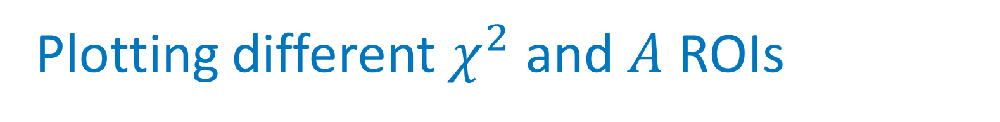 Plotting different χ² and A ROIs